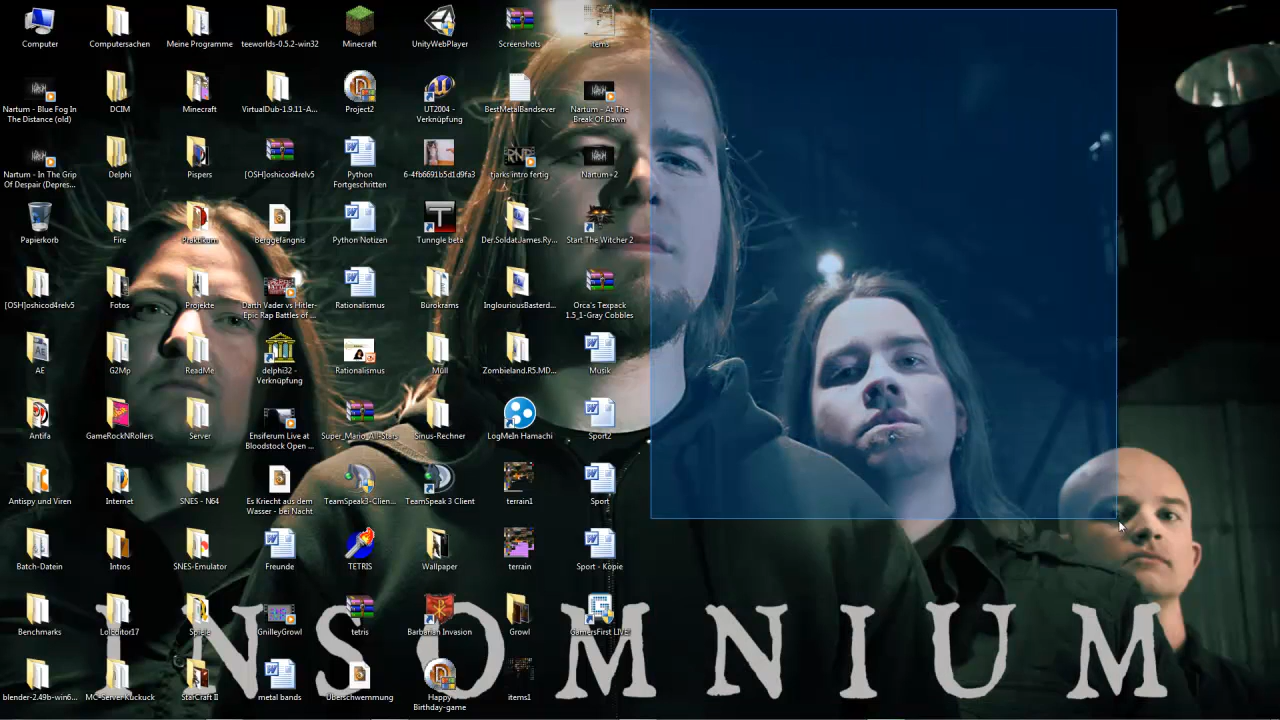 Computer
Computersachen
Meine Programme
teeworlds-0.5.2-win32
Minecraft
UnityWebPlayer
Screenshots
items
Nartum - Blue Fog In
The Distance (old)
DCIM
Minecraft
VirtualDub-1.9.11-A...
Project2
UT2004 -
Verknüpfung
BestMetalBandsever
Nartum - At The
Break Of Dawn
Nartum - In The Grip
Of Despair (Depres...
Delphi
Pispers
[OSH]oshicod4relv5
Python
Fortgeschritten
6-4fb6691b5d1d9fa3
tjarks intro fertig
Nartum+2
Papierkorb
Fire
Praktikum
Berggefängnis
Python Notizen
Tunngle beta
Der.Soldat.James.Ry...
Start The Witcher 2
[OSH]oshicod4relv5
Fotos
Projekte
Darth Vader vs Hitler-
Epic Rap Battles of ...
Rationalismus
Bürokrams
InglouriousBasterd...
Orca's Texpack
1.5_1-Gray Cobbles
AE
G2Mp
ReadMe
delphi32 -
Verknüpfung
Rationalismus
Müll
Zombieland.R5.MD...
Musik
Antifa
GameRockNRollers
Server
Ensiferum Live at
Bloodstock Open ...
Super_Mario_All-Stars
Sinus-Rechner
LogMeIn Hamachi
Sport2
Antispy und Viren
Internet
SNES - N64
Es Kriecht aus dem
Wasser - bei Nacht
TeamSpeak3-Clien...
TeamSpeak 3 Client
terrain1
Sport
Batch-Datein
Intros
SNES-Emulator
Freunde
TETRIS
Wallpaper
terrain
Sport - Kopie
Benchmarks
LolEditor17
Spiele
GnilleyGrowl
tetris
Barbarian Invasion
Growl
GamersFirst LIVE!
blender-2.49b-win6...
MC-Server Kuckuck
StarCraft II
metal bands
Überschwemmung
Happy
Birthday-game
items1
INSOMNIUM